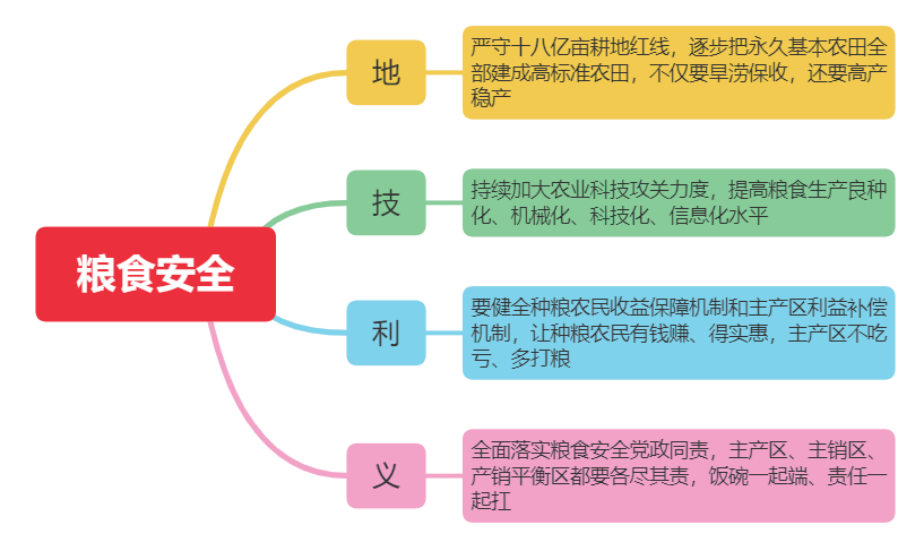 粮食安全
地
严守十八亿亩耕地红线，逐步把永久基本农田全
部建成高标准农田，不仅要旱涝保收，还要高产
稳产
技
持续加大农业科技攻关力度，提高粮食生产良种
化、机械化、科技化、信息化水平
利
要健全种粮农民收益保障机制和主产区利益补偿
机制，让种粮农民有钱赚、得实惠，主产区不吃
亏、多打粮
义
全面落实粮食安全党政同责，主产区、主销区、
产销平衡区都要各尽其责，饭碗一起端、责任一
起扛